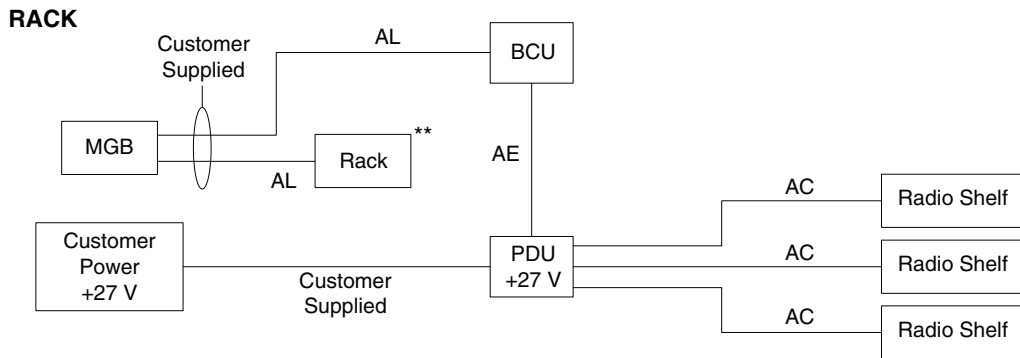 RACK
Customer
Supplied
AL
BCU
MGB
**
Rack
AL
AE
AC
Radio Shelf
Customer
Power
+27 V
Customer
Supplied
PDU
+27 V
AC
Radio Shelf
AC
Radio Shelf